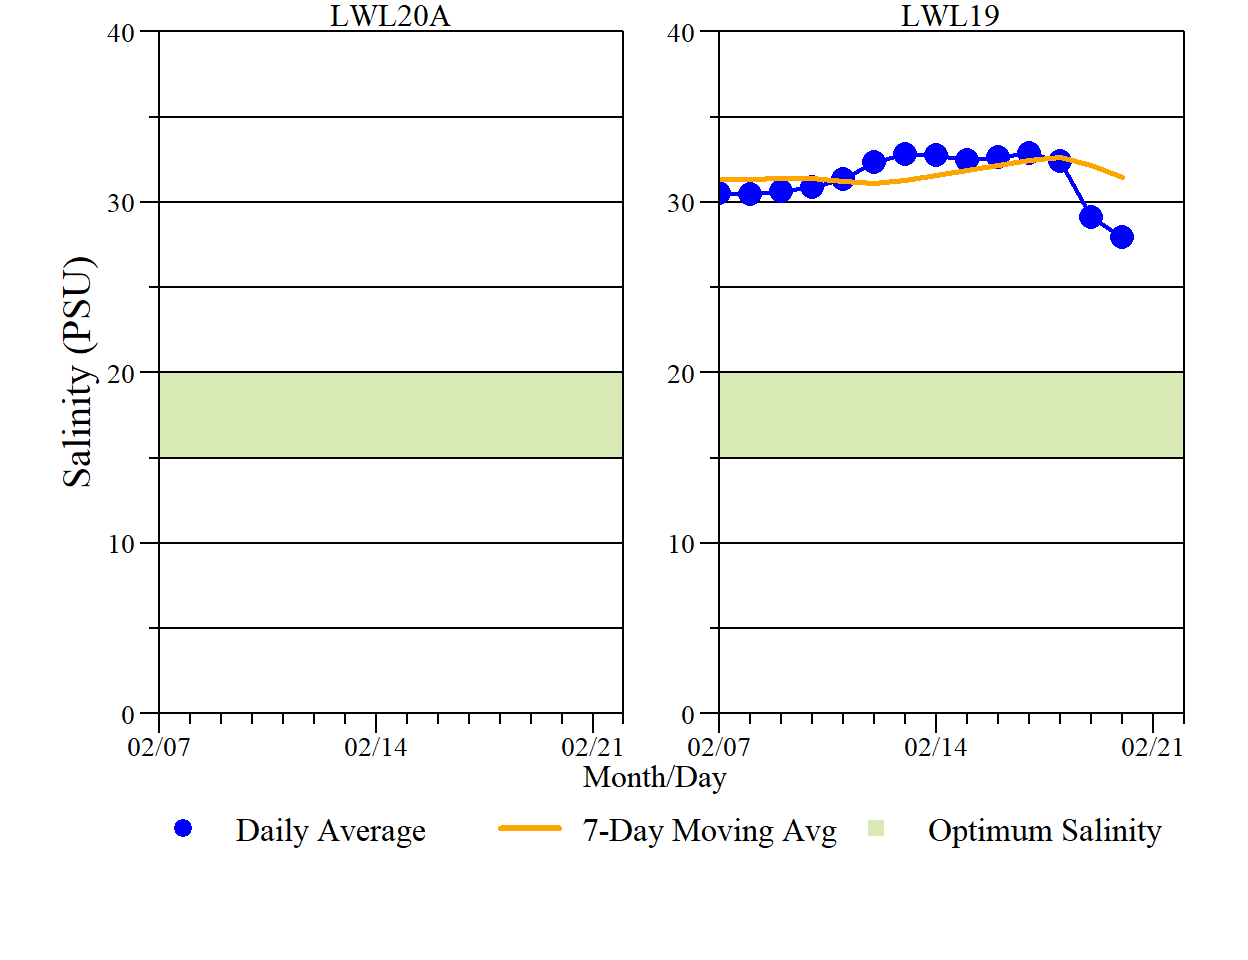 LWL20A
LWL19
40
30
20
10
0
40
30
20
10
0
Salinity (PSU)
02/07
02/14
02/21
02/07
02/14
02/21
Month/Day
Daily Average
7-Day Moving Avg
Optimum Salinity